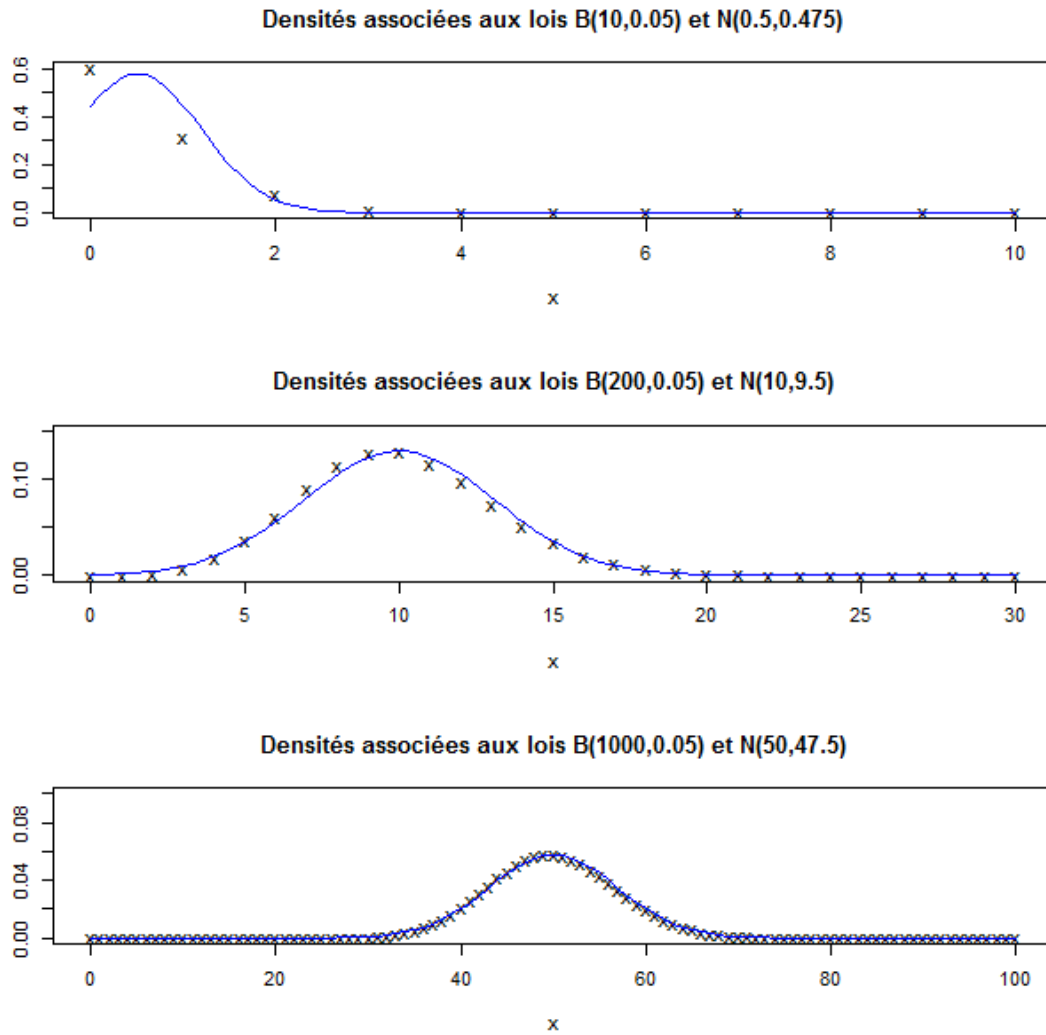 Densités associées aux lois B(10,0.05) et N(0.5,0.475)
0.6
0.4
0.2
0.0
0 2 4 6 8 10
x
Densités associées aux lois B(200,0.05) et N(10,9.5)
0.10
0.00
0 5 10 15 20 25 30
x
Densités associées aux lois B(1000,0.05) et N(50,47.5)
0.08
0.04
0.00
0 20 40 60 80 100
x